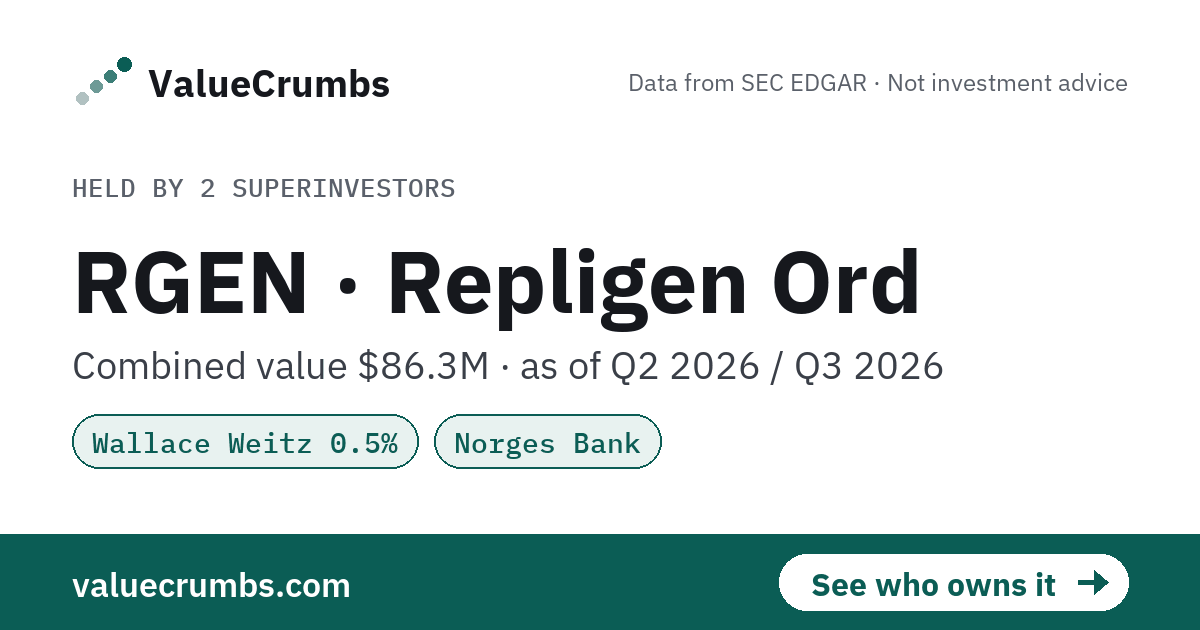 ValueCrumbs
Data from SEC EDGAR · Not investment advice
HELD BY 2 SUPERINVESTORS
RGEN · Repligen Ord
Combined value $86.3M · as of Q2 2026 / Q3 2026
Wallace Weitz 0.5%
Norges Bank
valuecrumbs.com
See who owns it →